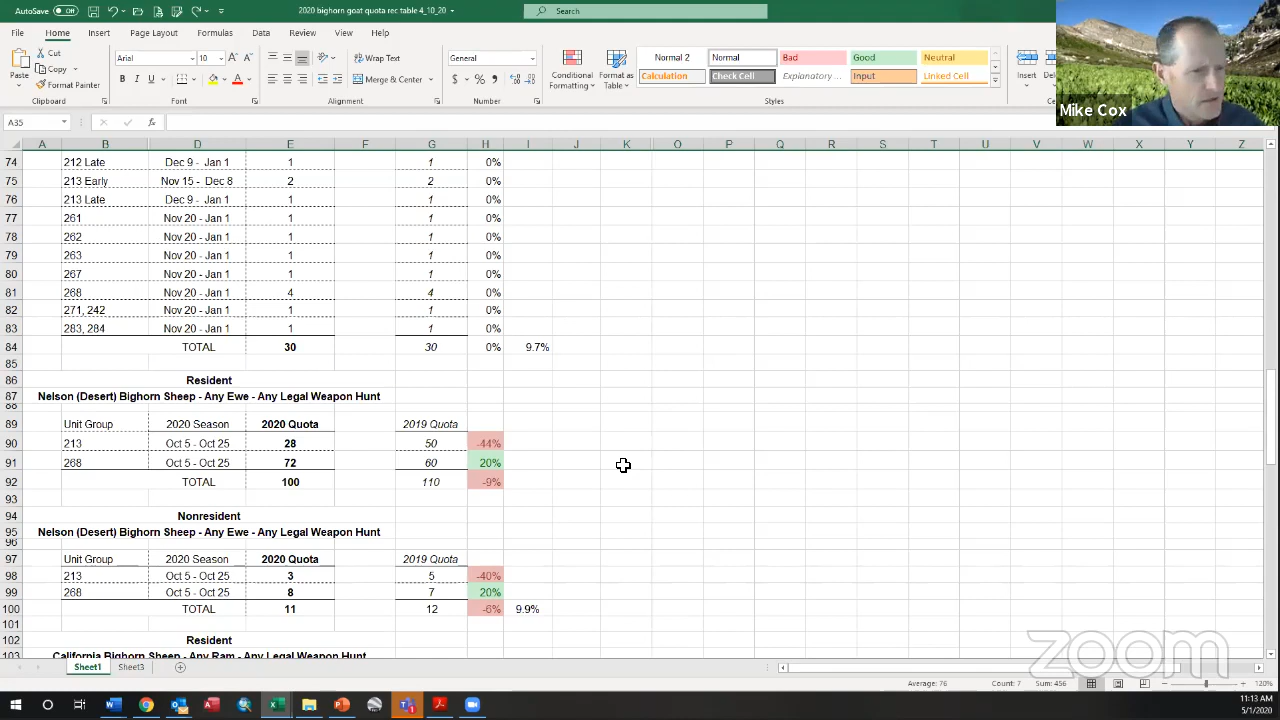 AutoSave Off 2020 bighorn goat quota rec table 4_10_20 Search
File Home Insert Page Layout Formulas Data Review View Help
Paste Cut Copy Format Painter Clipboard
Arial 10 B I U Font
Wrap Text Merge & Center Alignment
General $ % Number
Conditional Formatting Format as Table
Normal 2 Normal Bad Good Neutral
Calculation Check Cell Explanatory ... Input Linked Cell
Styles
Insert
Mike Cox
A35 fx
A B D E F G H I J K O P Q R S T U V W X Y Z
74 212 Late Dec 9 - Jan 1 1 1 0%
75 213 Early Nov 15 - Dec 8 2 2 0%
76 213 Late Dec 9 - Jan 1 1 1 0%
77 261 Nov 20 - Jan 1 1 1 0%
78 262 Nov 20 - Jan 1 1 1 0%
79 263 Nov 20 - Jan 1 1 1 0%
80 267 Nov 20 - Jan 1 1 1 0%
81 268 Nov 20 - Jan 1 4 4 0%
82 271, 242 Nov 20 - Jan 1 1 1 0%
83 283, 284 Nov 20 - Jan 1 1 1 0%
84 TOTAL 30 30 0% 9.7%
85
86 Resident
87 Nelson (Desert) Bighorn Sheep - Any Ewe - Any Legal Weapon Hunt
88
89 Unit Group 2020 Season 2020 Quota 2019 Quota
90 213 Oct 5 - Oct 25 28 50 -44%
91 268 Oct 5 - Oct 25 72 60 20%
92 TOTAL 100 110 -9%
93
94 Nonresident
95 Nelson (Desert) Bighorn Sheep - Any Ewe - Any Legal Weapon Hunt
96
97 Unit Group 2020 Season 2020 Quota 2019 Quota
98 213 Oct 5 - Oct 25 3 5 -40%
99 268 Oct 5 - Oct 25 8 7 20%
100 TOTAL 11 12 -6% 9.9%
101
102 Resident
103 California Bighorn Sheep - Any Ram - Any Legal Weapon Hunt
zoom
Sheet1 Sheet3
Average: 76 Count: 7 Sum: 456 120%
11:13 AM
5/1/2020